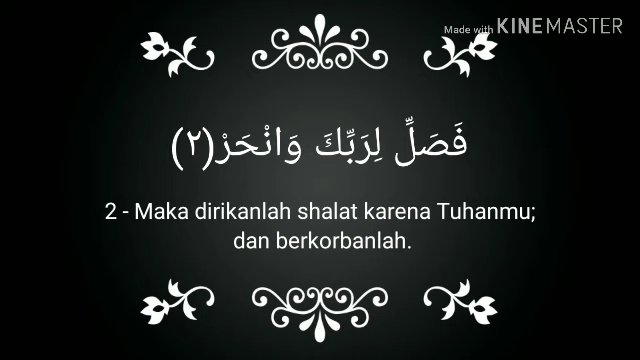 Made with KINEMASTER
فَصَلِّ لِرَبِّكَ وَانْحَرْ(٢)
2 - Maka dirikanlah shalat karena Tuhanmu;
dan berkorbanlah.